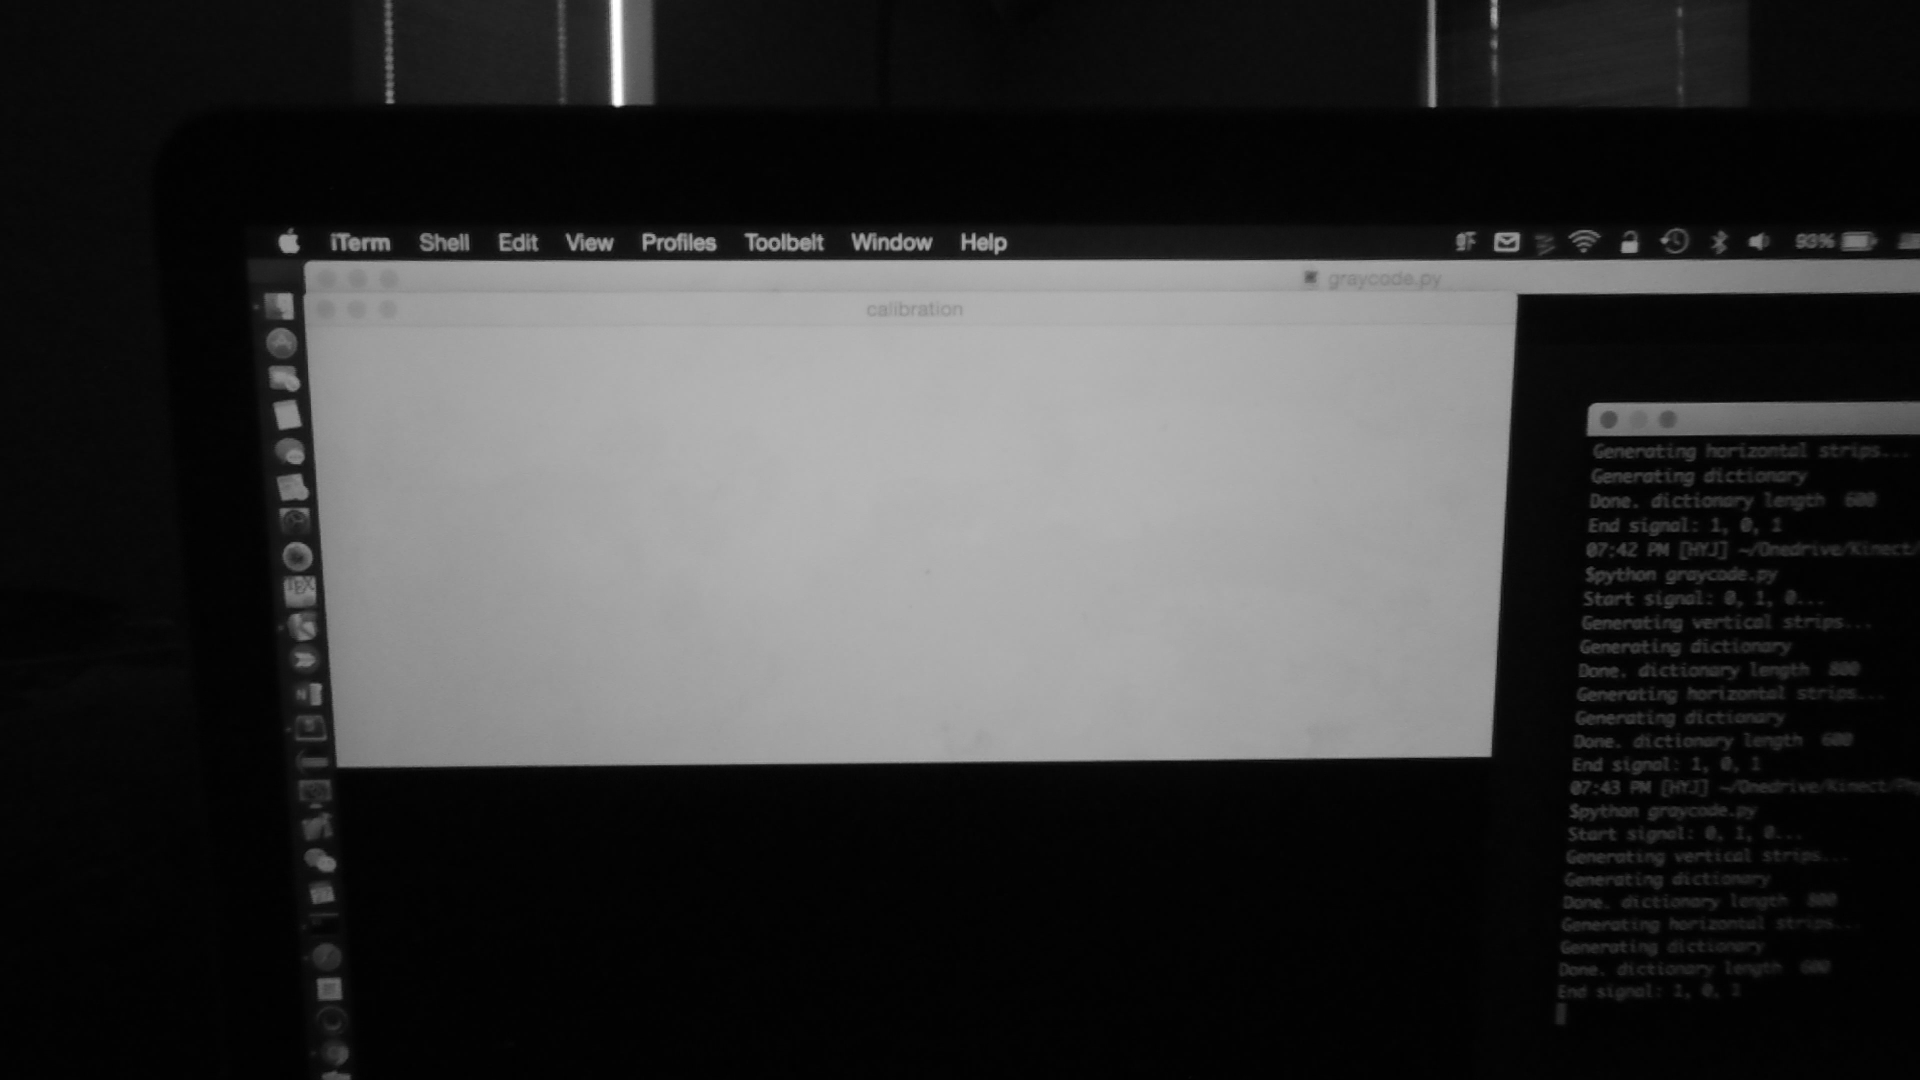 iTerm Shell Edit View Profiles Toolbelt Window Help 93%
graycode.py
calibration
Generating horizontal strips...
Generating dictionary
Done. dictionary length 600
End signal: 1, 0, 1
07:42 PM [HYJ] ~/Onedrive/Kinect/
$python graycode.py
Start signal: 0, 1, 0...
Generating vertical strips...
Generating dictionary
Done. dictionary length 800
Generating horizontal strips...
Generating dictionary
Done. dictionary length 600
End signal: 1, 0, 1
07:43 PM [HYJ] ~/Onedrive/Kinect/Ph
$python graycode.py
Start signal: 0, 1, 0...
Generating vertical strips...
Generating dictionary
Done. dictionary length 800
Generating horizontal strips...
Generating dictionary
Done. dictionary length 600
End signal: 1, 0, 1